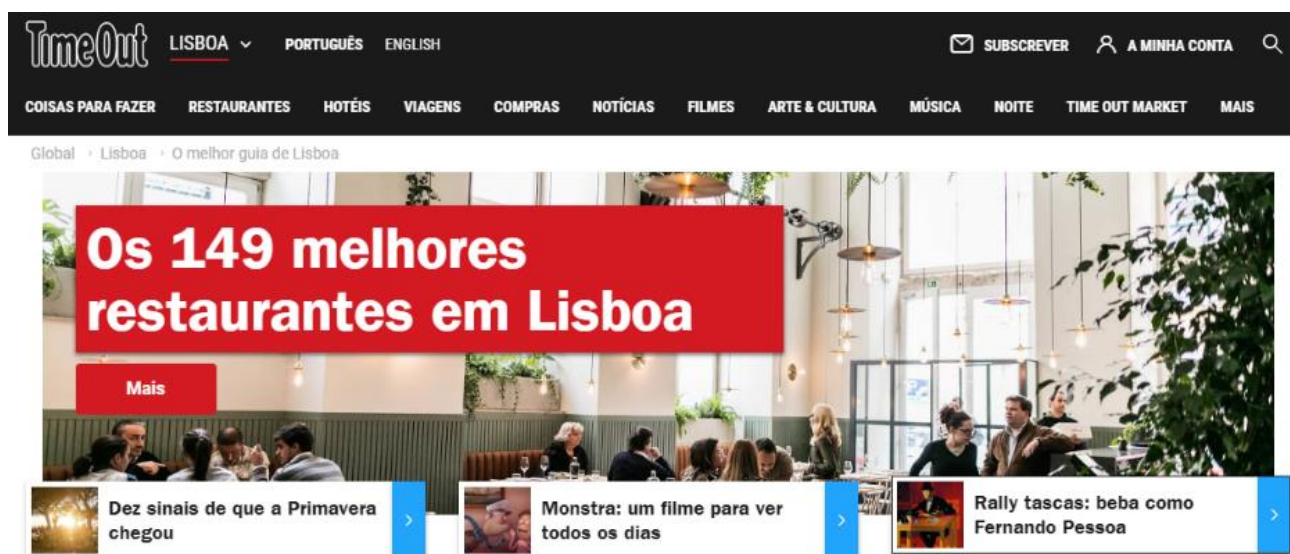 TimeOut LISBOA PORTUGUÊS ENGLISH SUBSCREVER A MINHA CONTA
COISAS PARA FAZER RESTAURANTES HOTÉIS VIAGENS COMPRAS NOTÍCIAS FILMES ARTE & CULTURA MÚSICA NOITE TIME OUT MARKET MAIS
Global › Lisboa › O melhor guia de Lisboa
Os 149 melhores
restaurantes em Lisboa
Mais
Dez sinais de que a Primavera
chegou
Monstra: um filme para ver
todos os dias
Rally tascas: beba como
Fernando Pessoa